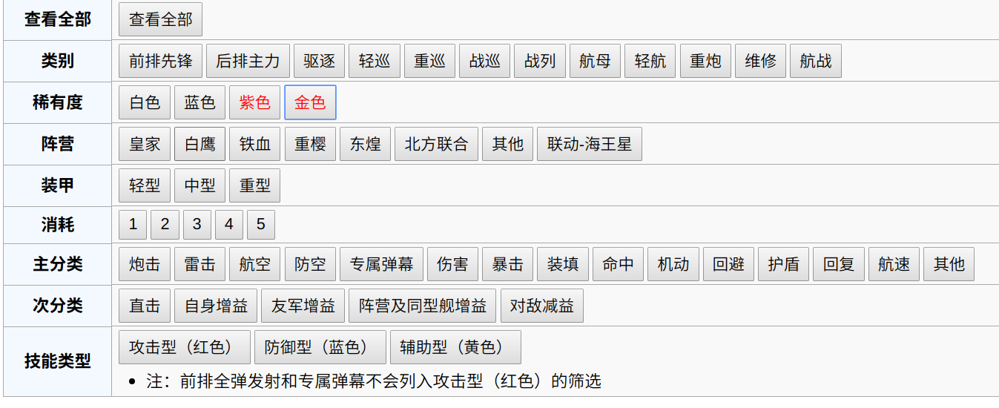 查看全部 查看全部
类别 前排先锋 后排主力 驱逐 轻巡 重巡 战巡 战列 航母 轻航 重炮 维修 航战
稀有度 白色 蓝色 紫色 金色
阵营 皇家 白鹰 铁血 重樱 东煌 北方联合 其他 联动-海王星
装甲 轻型 中型 重型
消耗 1 2 3 4 5
主分类 炮击 雷击 航空 防空 专属弹幕 伤害 暴击 装填 命中 机动 回避 护盾 回复 航速 其他
次分类 直击 自身增益 友军增益 阵营及同型舰增益 对敌减益
技能类型 攻击型（红色） 防御型（蓝色） 辅助型（黄色）
• 注：前排全弹发射和专属弹幕不会列入攻击型（红色）的筛选